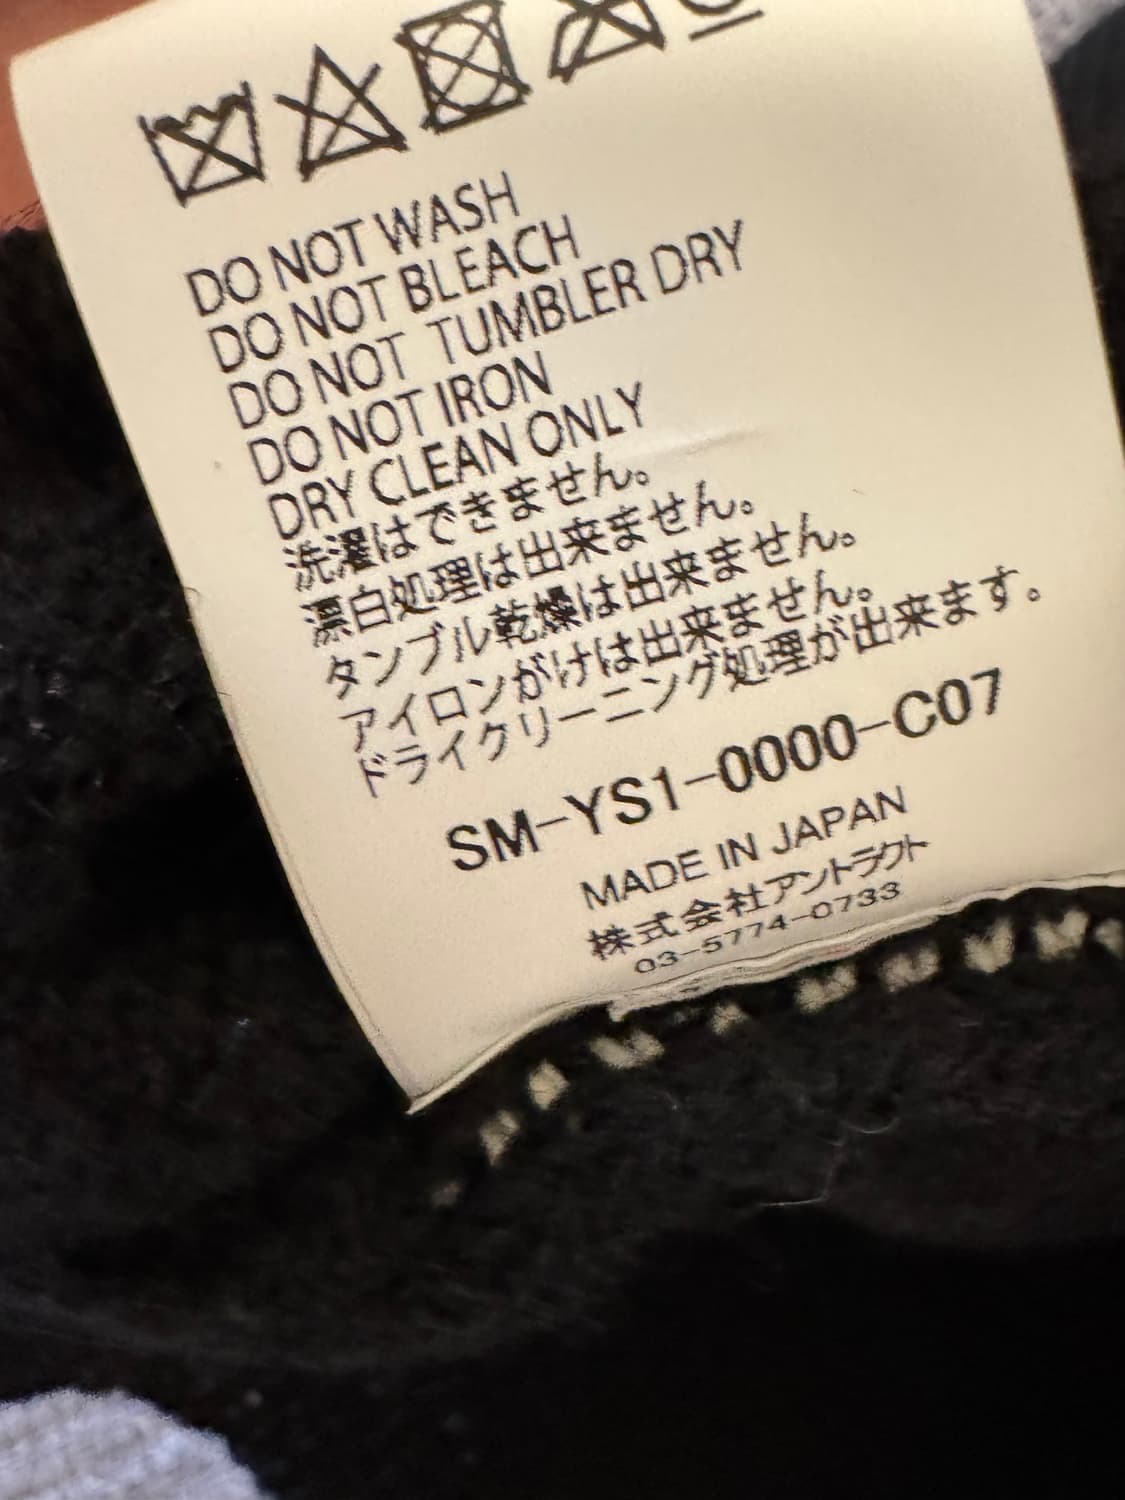 DO NOT WASH
DO NOT BLEACH
DO NOT TUMBLER DRY
DO NOT IRON
DRY CLEAN ONLY
洗濯はできません。
漂白処理は出来ません。
タンブル乾燥は出来ません。
アイロンがけは出来ません。
ドライクリーニング処理が出来ます。
SM-YS1-0000-C07
MADE IN JAPAN
株式会社アントラクト
03-5774-0733